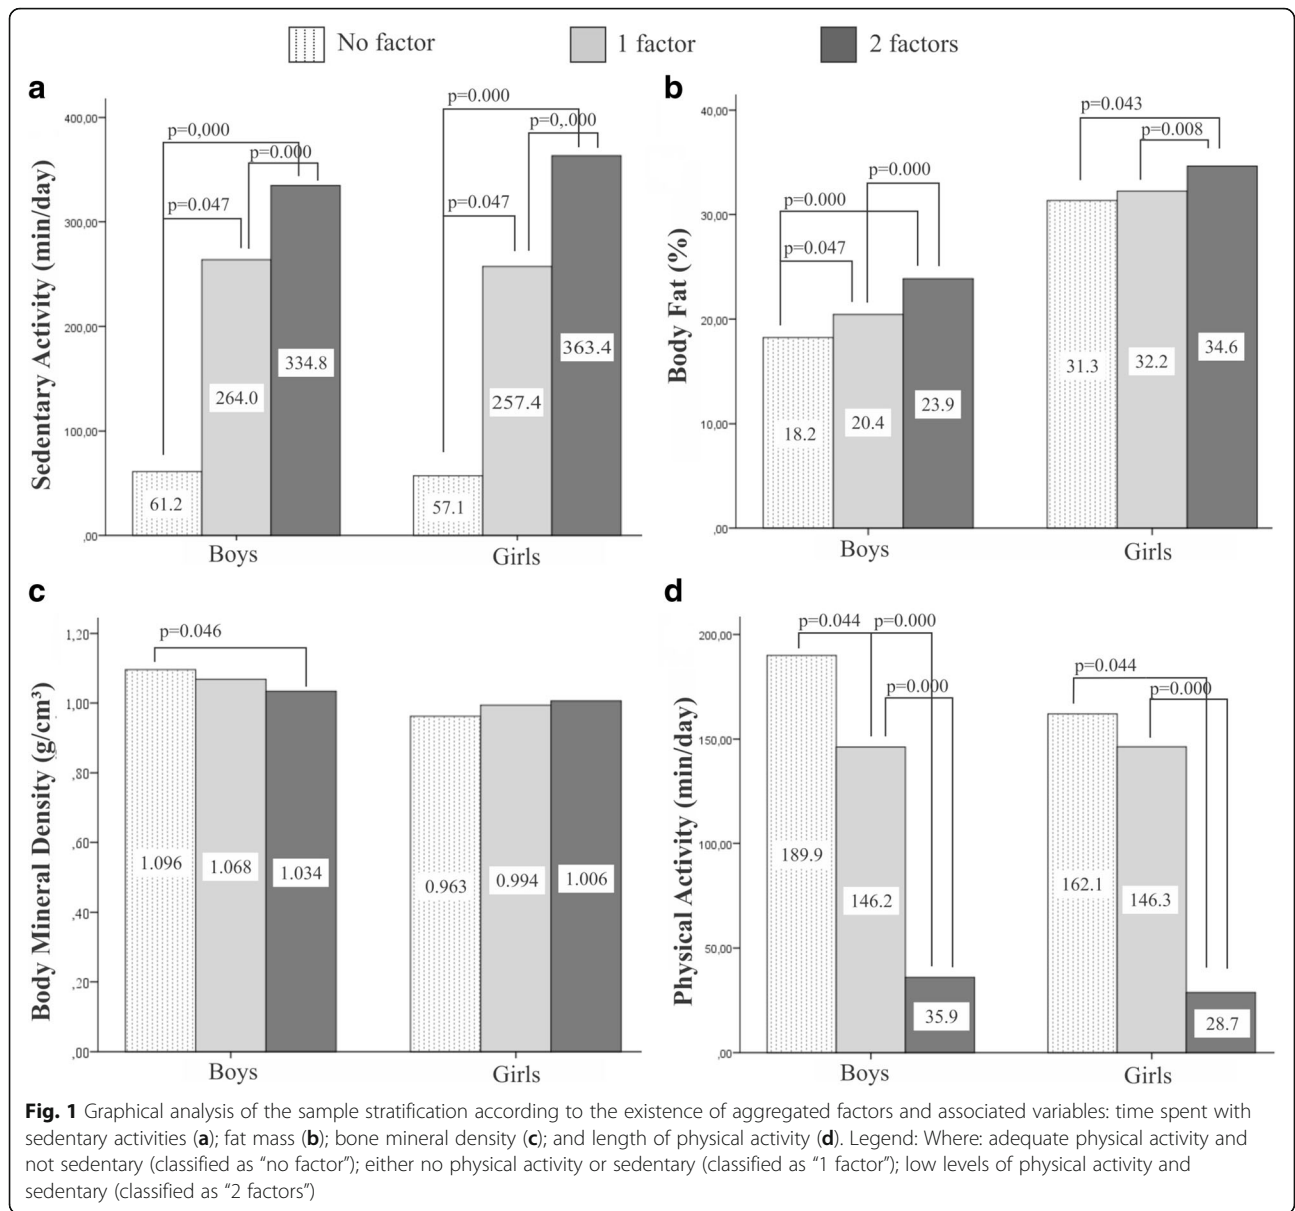 No factor 1 factor 2 factors
a
Sedentary Activity (min/day)
400,00
300,00
200,00
100,00
,00
p=0,000
p=0.000
p=0.047
p=0.000
p=0,.000
p=0.047
61.2
264.0
334.8
57.1
257.4
363.4
Boys Girls
b
Body Fat (%)
40,00
30,00
20,00
10,00
,00
p=0.000
p=0.000
p=0.047
p=0.043
p=0.008
18.2
20.4
23.9
31.3
32.2
34.6
Boys Girls
c
Body Mineral Density (g/cm³)
1,20
1,00
,80
,60
,40
,20
,00
p=0.046
1.096
1.068
1.034
0.963
0.994
1.006
Boys Girls
d
Physical Activity (min/day)
200,00
150,00
100,00
50,00
,00
p=0.044 p=0.000
p=0.000
p=0.044
p=0.000
189.9
146.2
35.9
162.1
146.3
28.7
Boys Girls
Fig. 1 Graphical analysis of the sample stratification according to the existence of aggregated factors and associated variables: time spent with
sedentary activities (a); fat mass (b); bone mineral density (c); and length of physical activity (d). Legend: Where: adequate physical activity and
not sedentary (classified as “no factor”); either no physical activity or sedentary (classified as “1 factor”); low levels of physical activity and
sedentary (classified as “2 factors”)